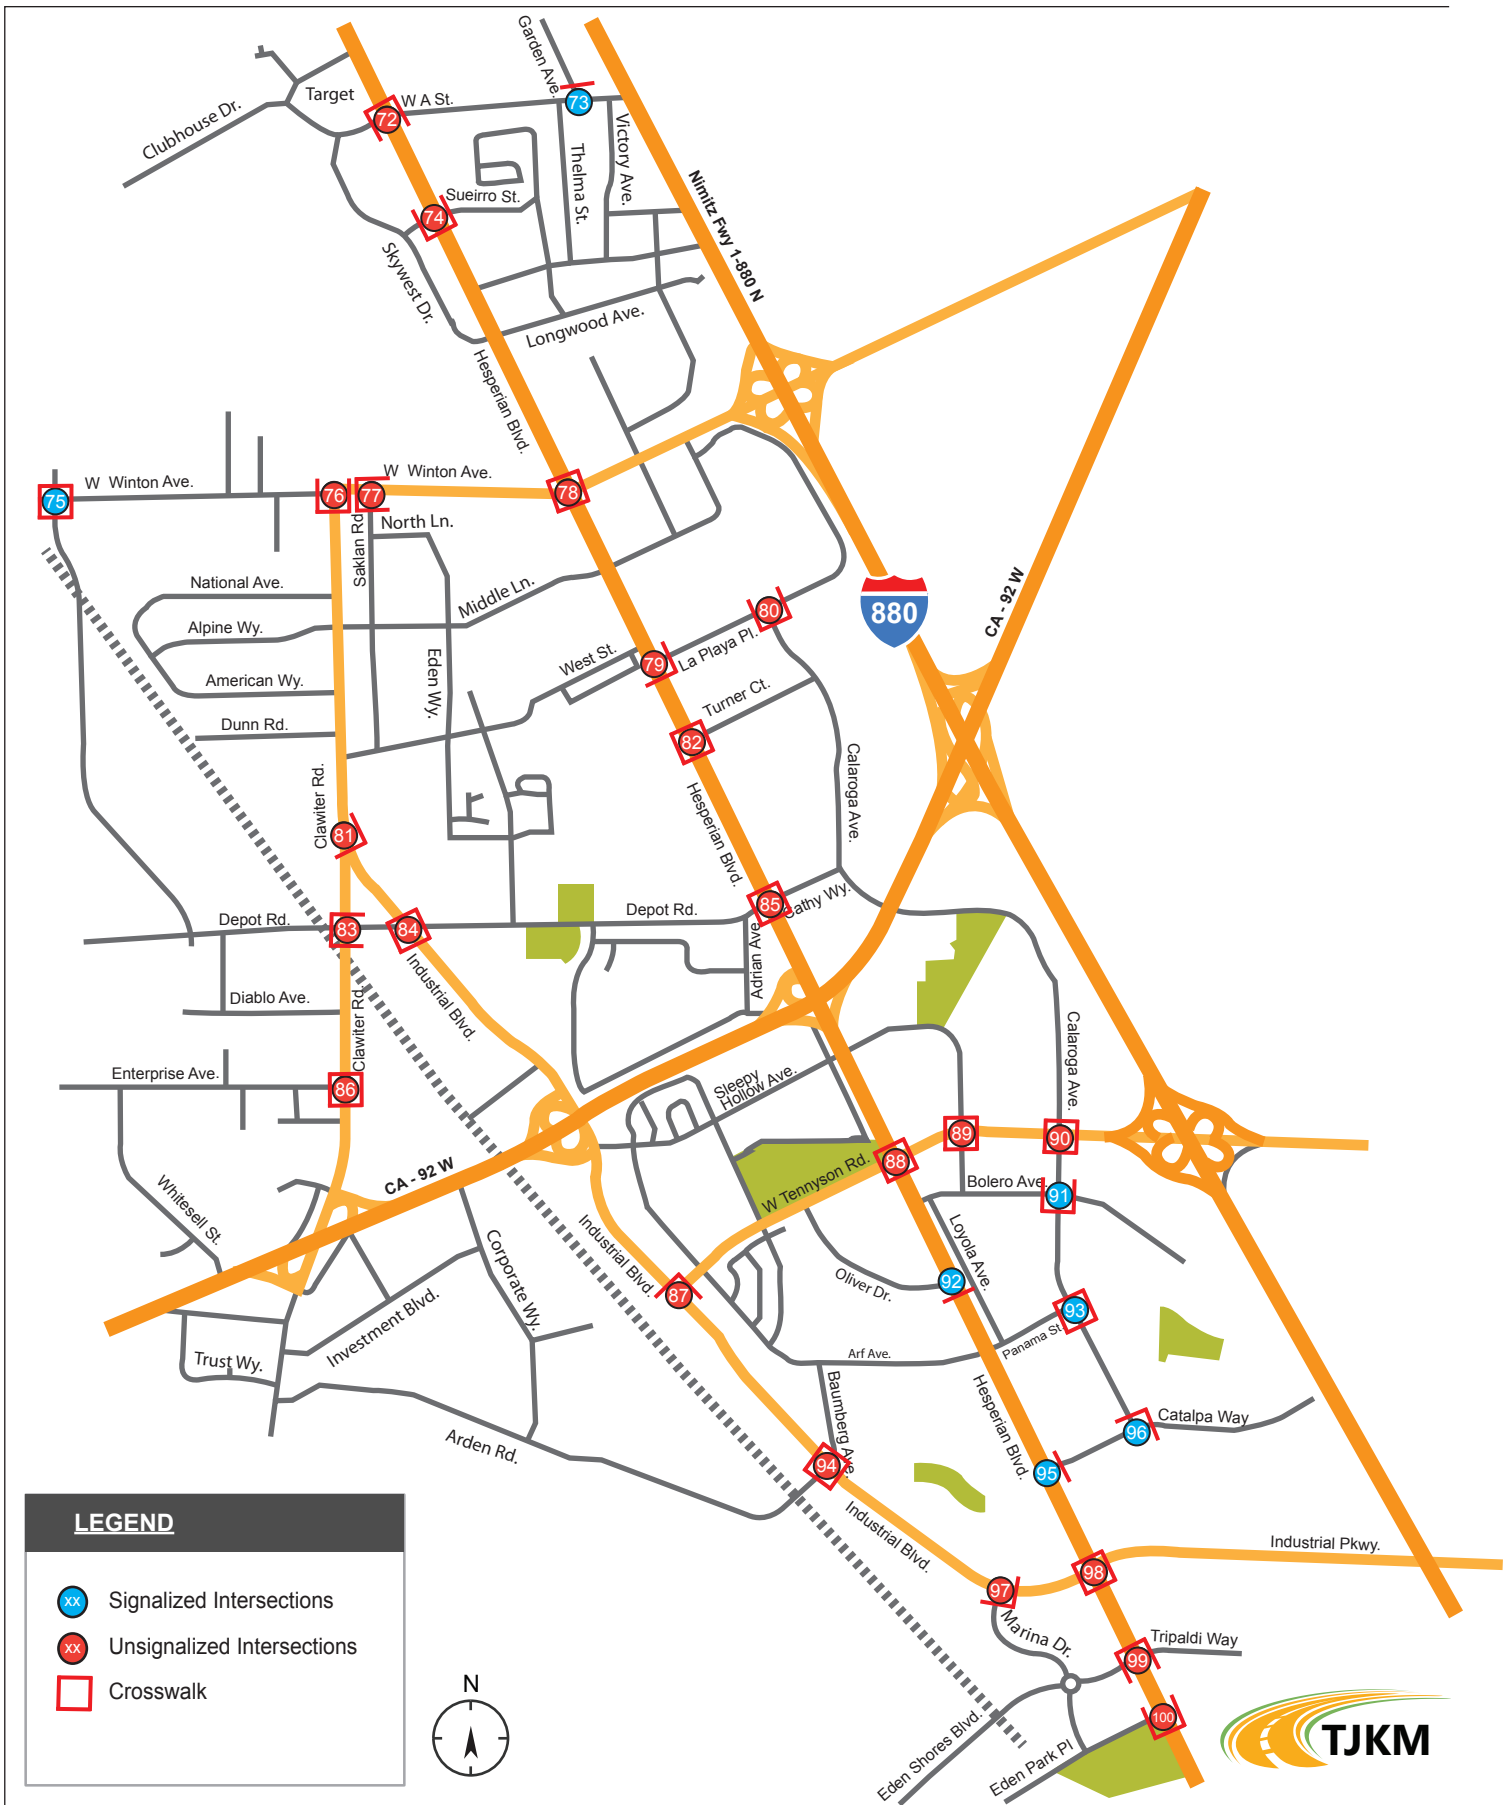 Garden Ave.
Target
W A St.
72
73
Clubhouse Dr.
Thelma St.
Victory Ave.
Sueirro St.
74
Nimitz Fwy 1-880 N
Skywest Dr.
Longwood Ave.
Hesperian Blvd.
W Winton Ave.
W Winton Ave.
75
76
77
78
Saklan Rd
North Ln.
National Ave.
Middle Ln.
Alpine Wy.
880
80
CA - 92 W
Eden Wy.
West St.
79
La Playa Pl.
American Wy.
Turner Ct.
Dunn Rd.
82
Clawiter Rd.
Calaroga Ave.
Hesperian Blvd.
81
85
Cathy Wy.
Depot Rd.
Depot Rd.
83
84
Adrian Ave.
Industrial Blvd.
Diablo Ave.
Clawiter Rd.
Calaroga Ave.
Enterprise Ave.
86
Sleepy
Hollow Ave.
89
90
88
CA - 92 W
W Tennyson Rd.
Bolero Ave.
91
Whitesell St.
Corporate Wy.
Industrial Blvd.
Loyola Ave.
Oliver Dr.
92
87
93
Investment Blvd.
Panama St.
Trust Wy.
Arf Ave.
Baumberg Ave.
Hesperian Blvd.
Catalpa Way
96
Arden Rd.
94
95
Industrial Blvd.
Industrial Pkwy.
98
97
Marina Dr.
Tripaldi Way
99
100
Eden Shores Blvd.
Eden Park Pl
LEGEND
xx Signalized Intersections
xx Unsignalized Intersections
Crosswalk
N
TJKM